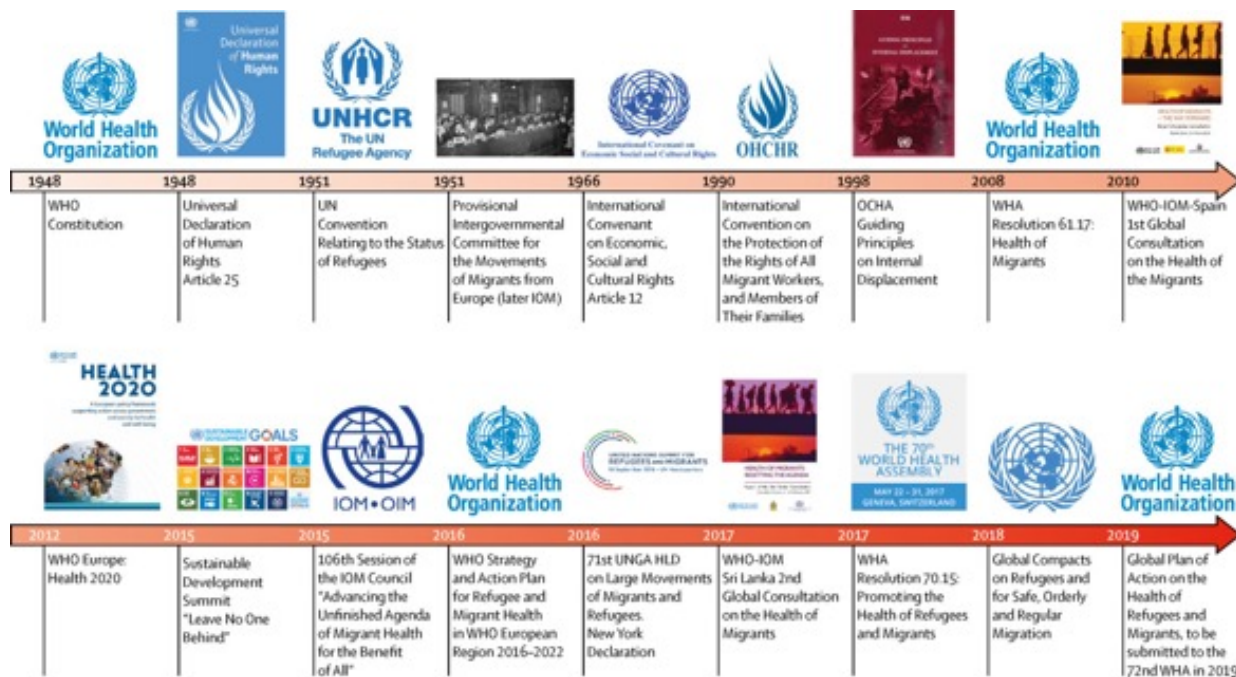 Universal
Declaration
of Human
Rights
World Health
Organization
UNHCR
The UN
Refugee Agency
International Covenant on
Economic Social and Cultural Rights
OHCHR
World Health
Organization
1948
1948
1951
1951
1966
1990
1998
2008
2010
WHO
Constitution
Universal
Declaration
of Human
Rights
Article 25
UN
Convention
Relating to the Status
of Refugees
Provisional
Intergovernmental
Committee for
the Movements
of Migrants from
Europe (later IOM)
International
Convenant
on Economic,
Social and
Cultural Rights
Article 12
International
Convention on
the Protection of
the Rights of All
Migrant Workers,
and Members of
Their Families
OCHA
Guiding
Principles
on Internal
Displacement
WHA
Resolution 61.17:
Health of
Migrants
WHO-IOM-Spain
1st Global
Consultation
on the Health of
the Migrants
HEALTH
2020
SUSTAINABLE
DEVELOPMENT GOALS
IOM•OIM
World Health
Organization
UNITED NATIONS SUMMIT FOR
REFUGEES AND MIGRANTS
THE 70TH
WORLD HEALTH
ASSEMBLY
MAY 22 – 31, 2017
GENEVA, SWITZERLAND
World Health
Organization
2012
2015
2015
2016
2016
2017
2017
2018
2019
WHO Europe:
Health 2020
Sustainable
Development
Summit
“Leave No One
Behind”
106th Session of
the IOM Council
“Advancing the
Unfinished Agenda
of Migrant Health
for the Benefit
of All”
WHO Strategy
and Action Plan
for Refugee and
Migrant Health
in WHO European
Region 2016–2022
71st UNGA HLD
on Large Movements
of Migrants and
Refugees.
New York
Declaration
WHO-IOM
Sri Lanka 2nd
Global Consultation
on the Health of
Migrants
WHA
Resolution 70.15:
Promoting the
Health of Refugees
and Migrants
Global Compacts
on Refugees and
for Safe, Orderly
and Regular
Migration
Global Plan of
Action on the
Health of
Refugees and
Migrants, to be
submitted to the
72nd WHA in 2019